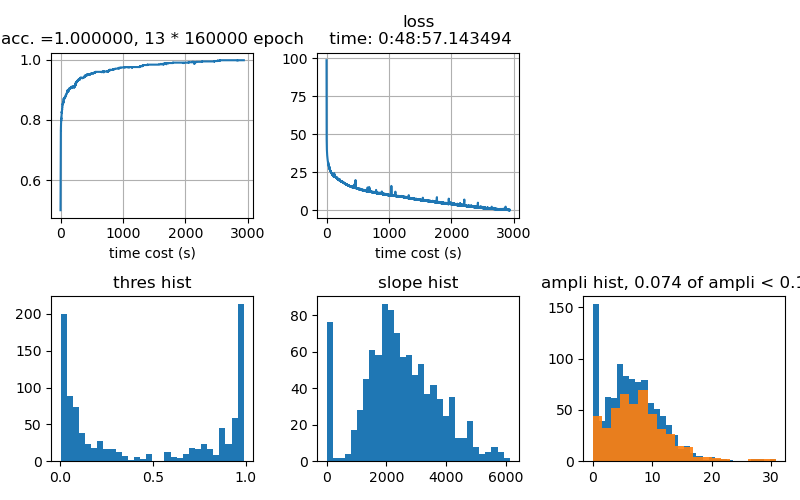 acc. =1.000000, 13 * 160000 epoch
1.0
0.8
0.6
0 1000 2000 3000
time cost (s)
loss
time: 0:48:57.143494
100
75
50
25
0
0 1000 2000 3000
time cost (s)
thres hist
200
150
100
50
0
0.0 0.5 1.0
slope hist
80
60
40
20
0
0 2000 4000 6000
ampli hist, 0.074 of ampli < 0.1
150
100
50
0
0 10 20 30